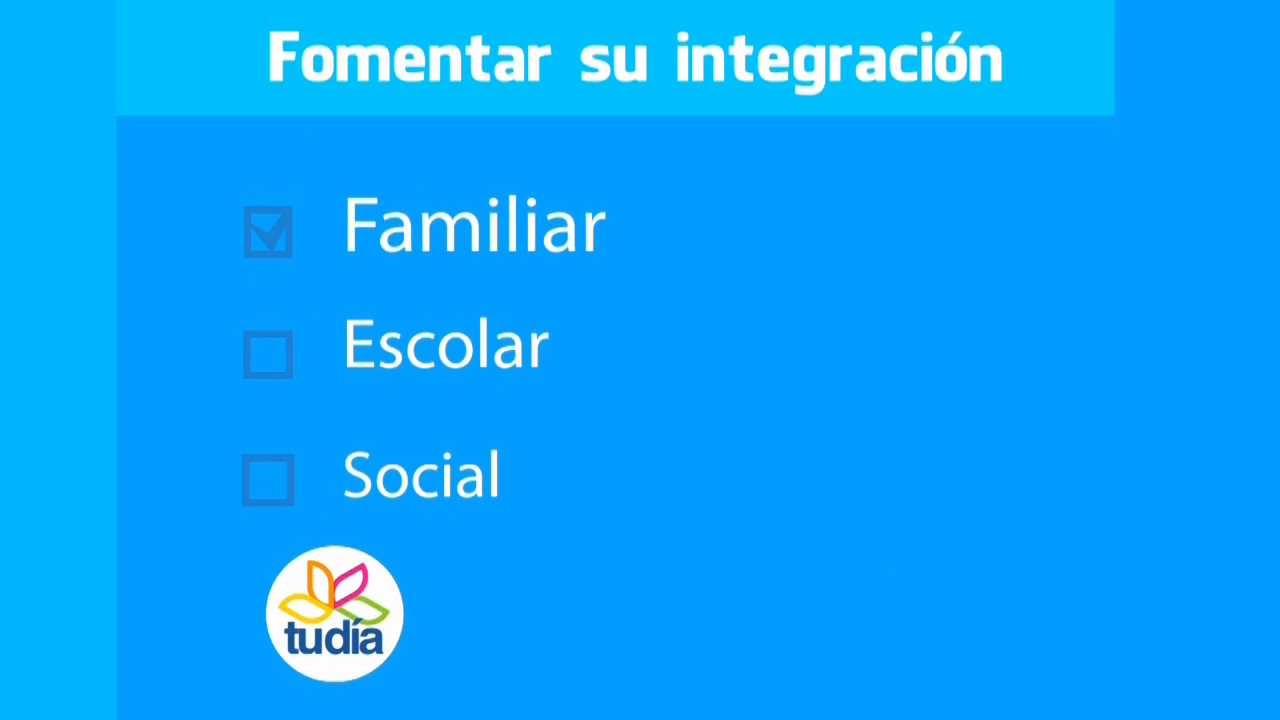 Fomentar su integración
Familiar
Escolar
Social
tudía